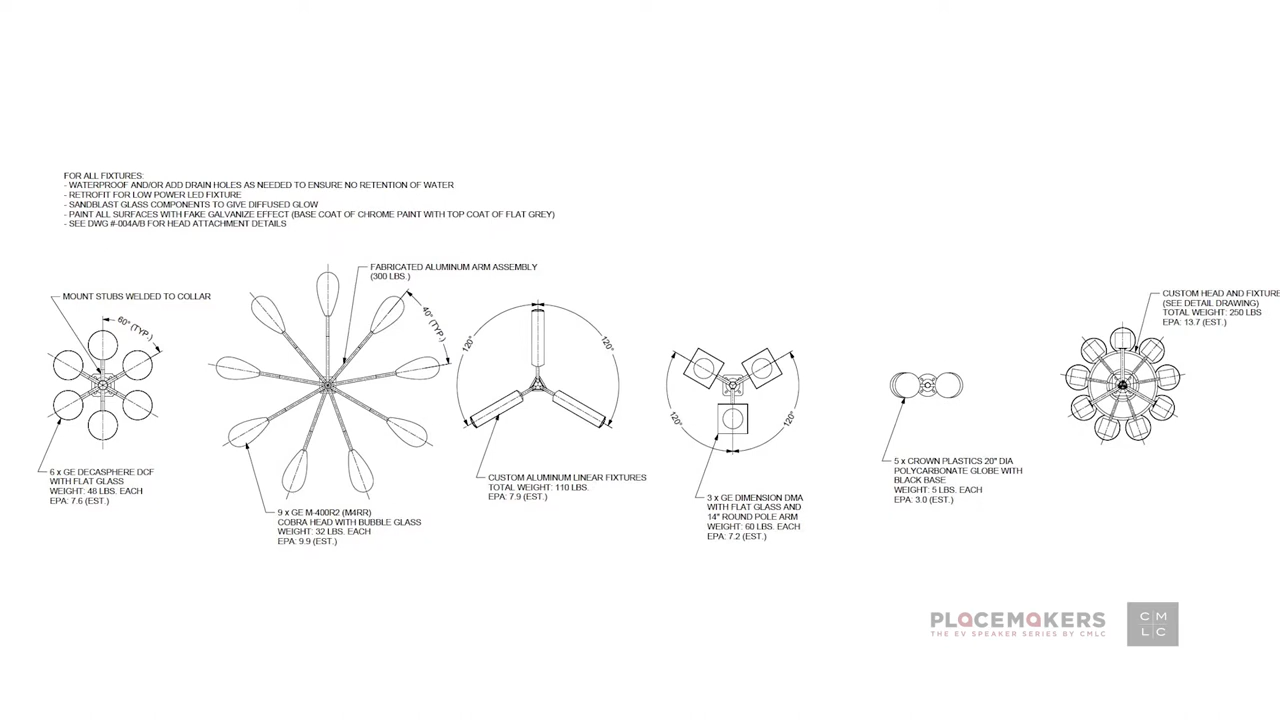 FOR ALL FIXTURES:
- WATERPROOF AND/OR ADD DRAIN HOLES AS NEEDED TO ENSURE NO RETENTION OF WATER
- RETROFIT FOR LOW POWER LED FIXTURE
- SANDBLAST GLASS COMPONENTS TO GIVE DIFFUSED GLOW
- PAINT ALL SURFACES WITH FAKE GALVANIZE EFFECT (BASE COAT OF CHROME PAINT WITH TOP COAT OF FLAT GREY)
- SEE DWG #-004A/B FOR HEAD ATTACHMENT DETAILS
MOUNT STUBS WELDED TO COLLAR
60° (TYP.)
6 x GE DECASPHERE DCF
WITH FLAT GLASS
WEIGHT: 48 LBS. EACH
EPA: 7.6 (EST.)
FABRICATED ALUMINUM ARM ASSEMBLY
(300 LBS.)
40° (TYP.)
9 x GE M-400R2 (M4RR)
COBRA HEAD WITH BUBBLE GLASS
WEIGHT: 32 LBS. EACH
EPA: 9.9 (EST.)
120°
120°
CUSTOM ALUMINUM LINEAR FIXTURES
TOTAL WEIGHT: 110 LBS.
EPA: 7.9 (EST.)
120°
120°
3 x GE DIMENSION DMA
WITH FLAT GLASS AND
14" ROUND POLE ARM
WEIGHT: 60 LBS. EACH
EPA: 7.2 (EST.)
5 x CROWN PLASTICS 20" DIA
POLYCARBONATE GLOBE WITH
BLACK BASE
WEIGHT: 5 LBS. EACH
EPA: 3.0 (EST.)
CUSTOM HEAD AND FIXTURE
(SEE DETAIL DRAWING)
TOTAL WEIGHT: 250 LBS
EPA: 13.7 (EST.)
PLACEMAKERS
THE EV SPEAKER SERIES BY CMLC
CM
LC